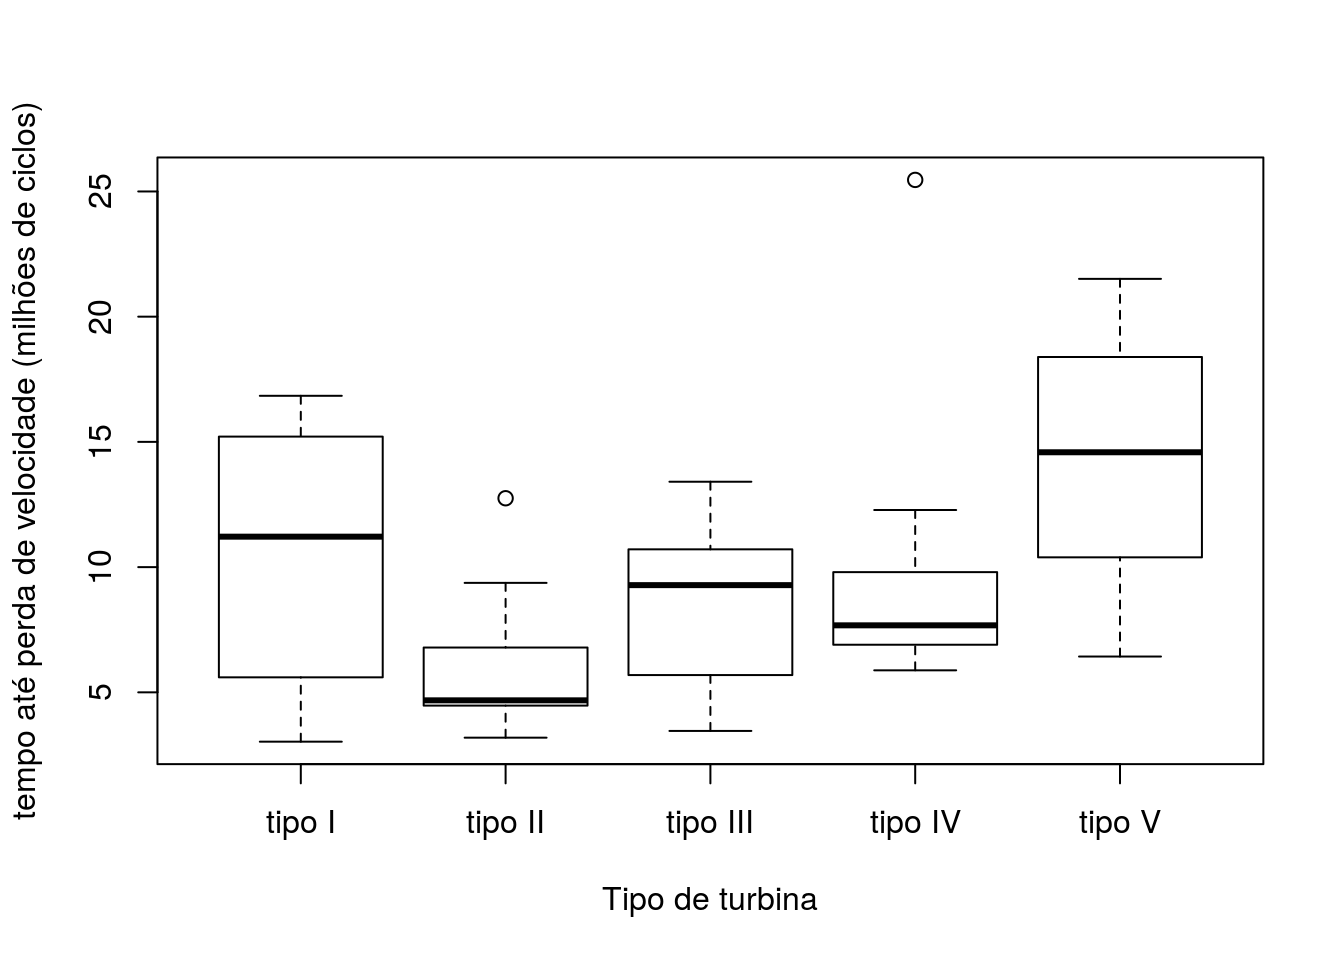 tempo até perda de velocidade (milhões de ciclos)
25
20
15
10
5
tipo I
tipo II
tipo III
tipo IV
tipo V
Tipo de turbina